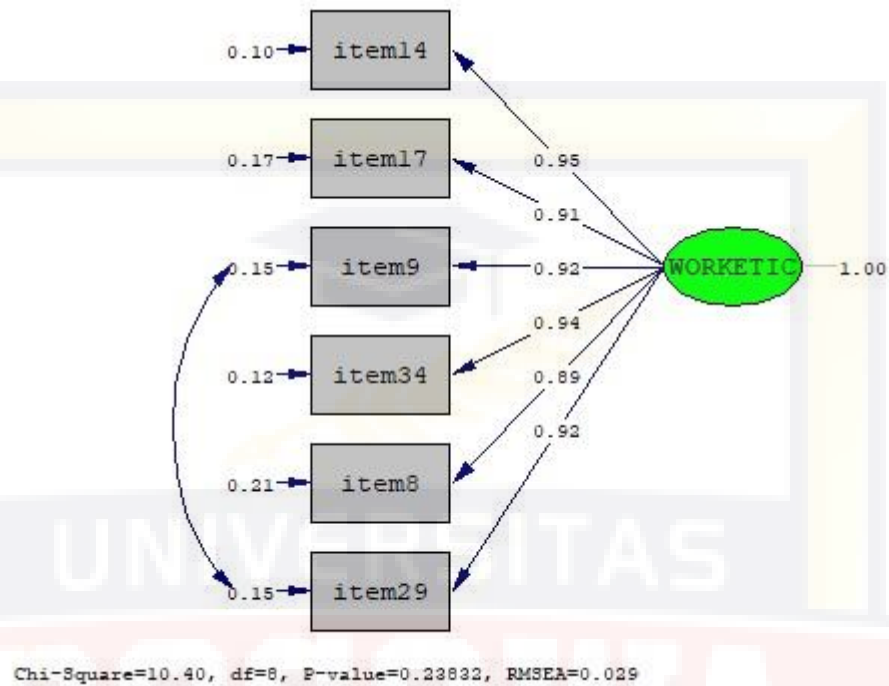 0.10 item14
0.95
0.17 item17
0.91
0.15 item9 0.92 WORKETIC 1.00
0.94
0.12 item34 0.89
0.92
0.21 item8
UNIVERSITAS
0.15 item29
Chi-Square=10.40, df=8, P-value=0.23832, RMSEA=0.029